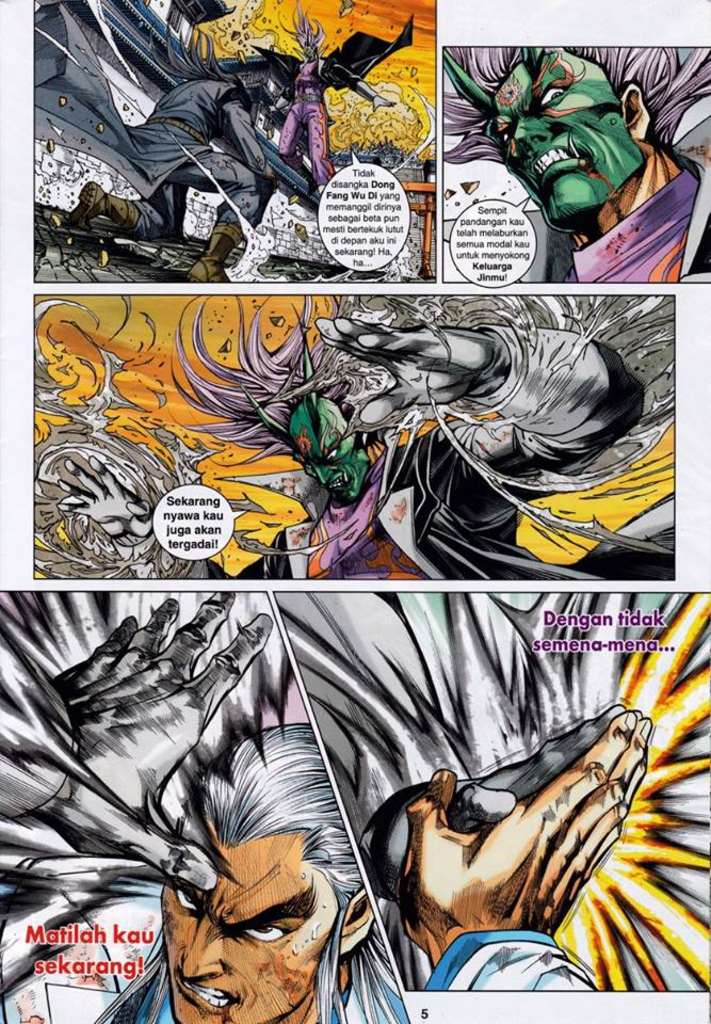 Tidak
disangka Dong
Fang Wu Di yang
memanggil dirinya
sebagai beta pun
mesti bertekuk lutut
di depan aku ini
sekarang! Ha,
ha...
Sempit
pandangan kau
telah melaburkan
semua modal kau
untuk menyokong
Keluarga
Jinmu!
Sekarang
nyawa kau
juga akan
tergadai!
Matilah kau
sekarang!
Dengan tidak
semena-mena...
5